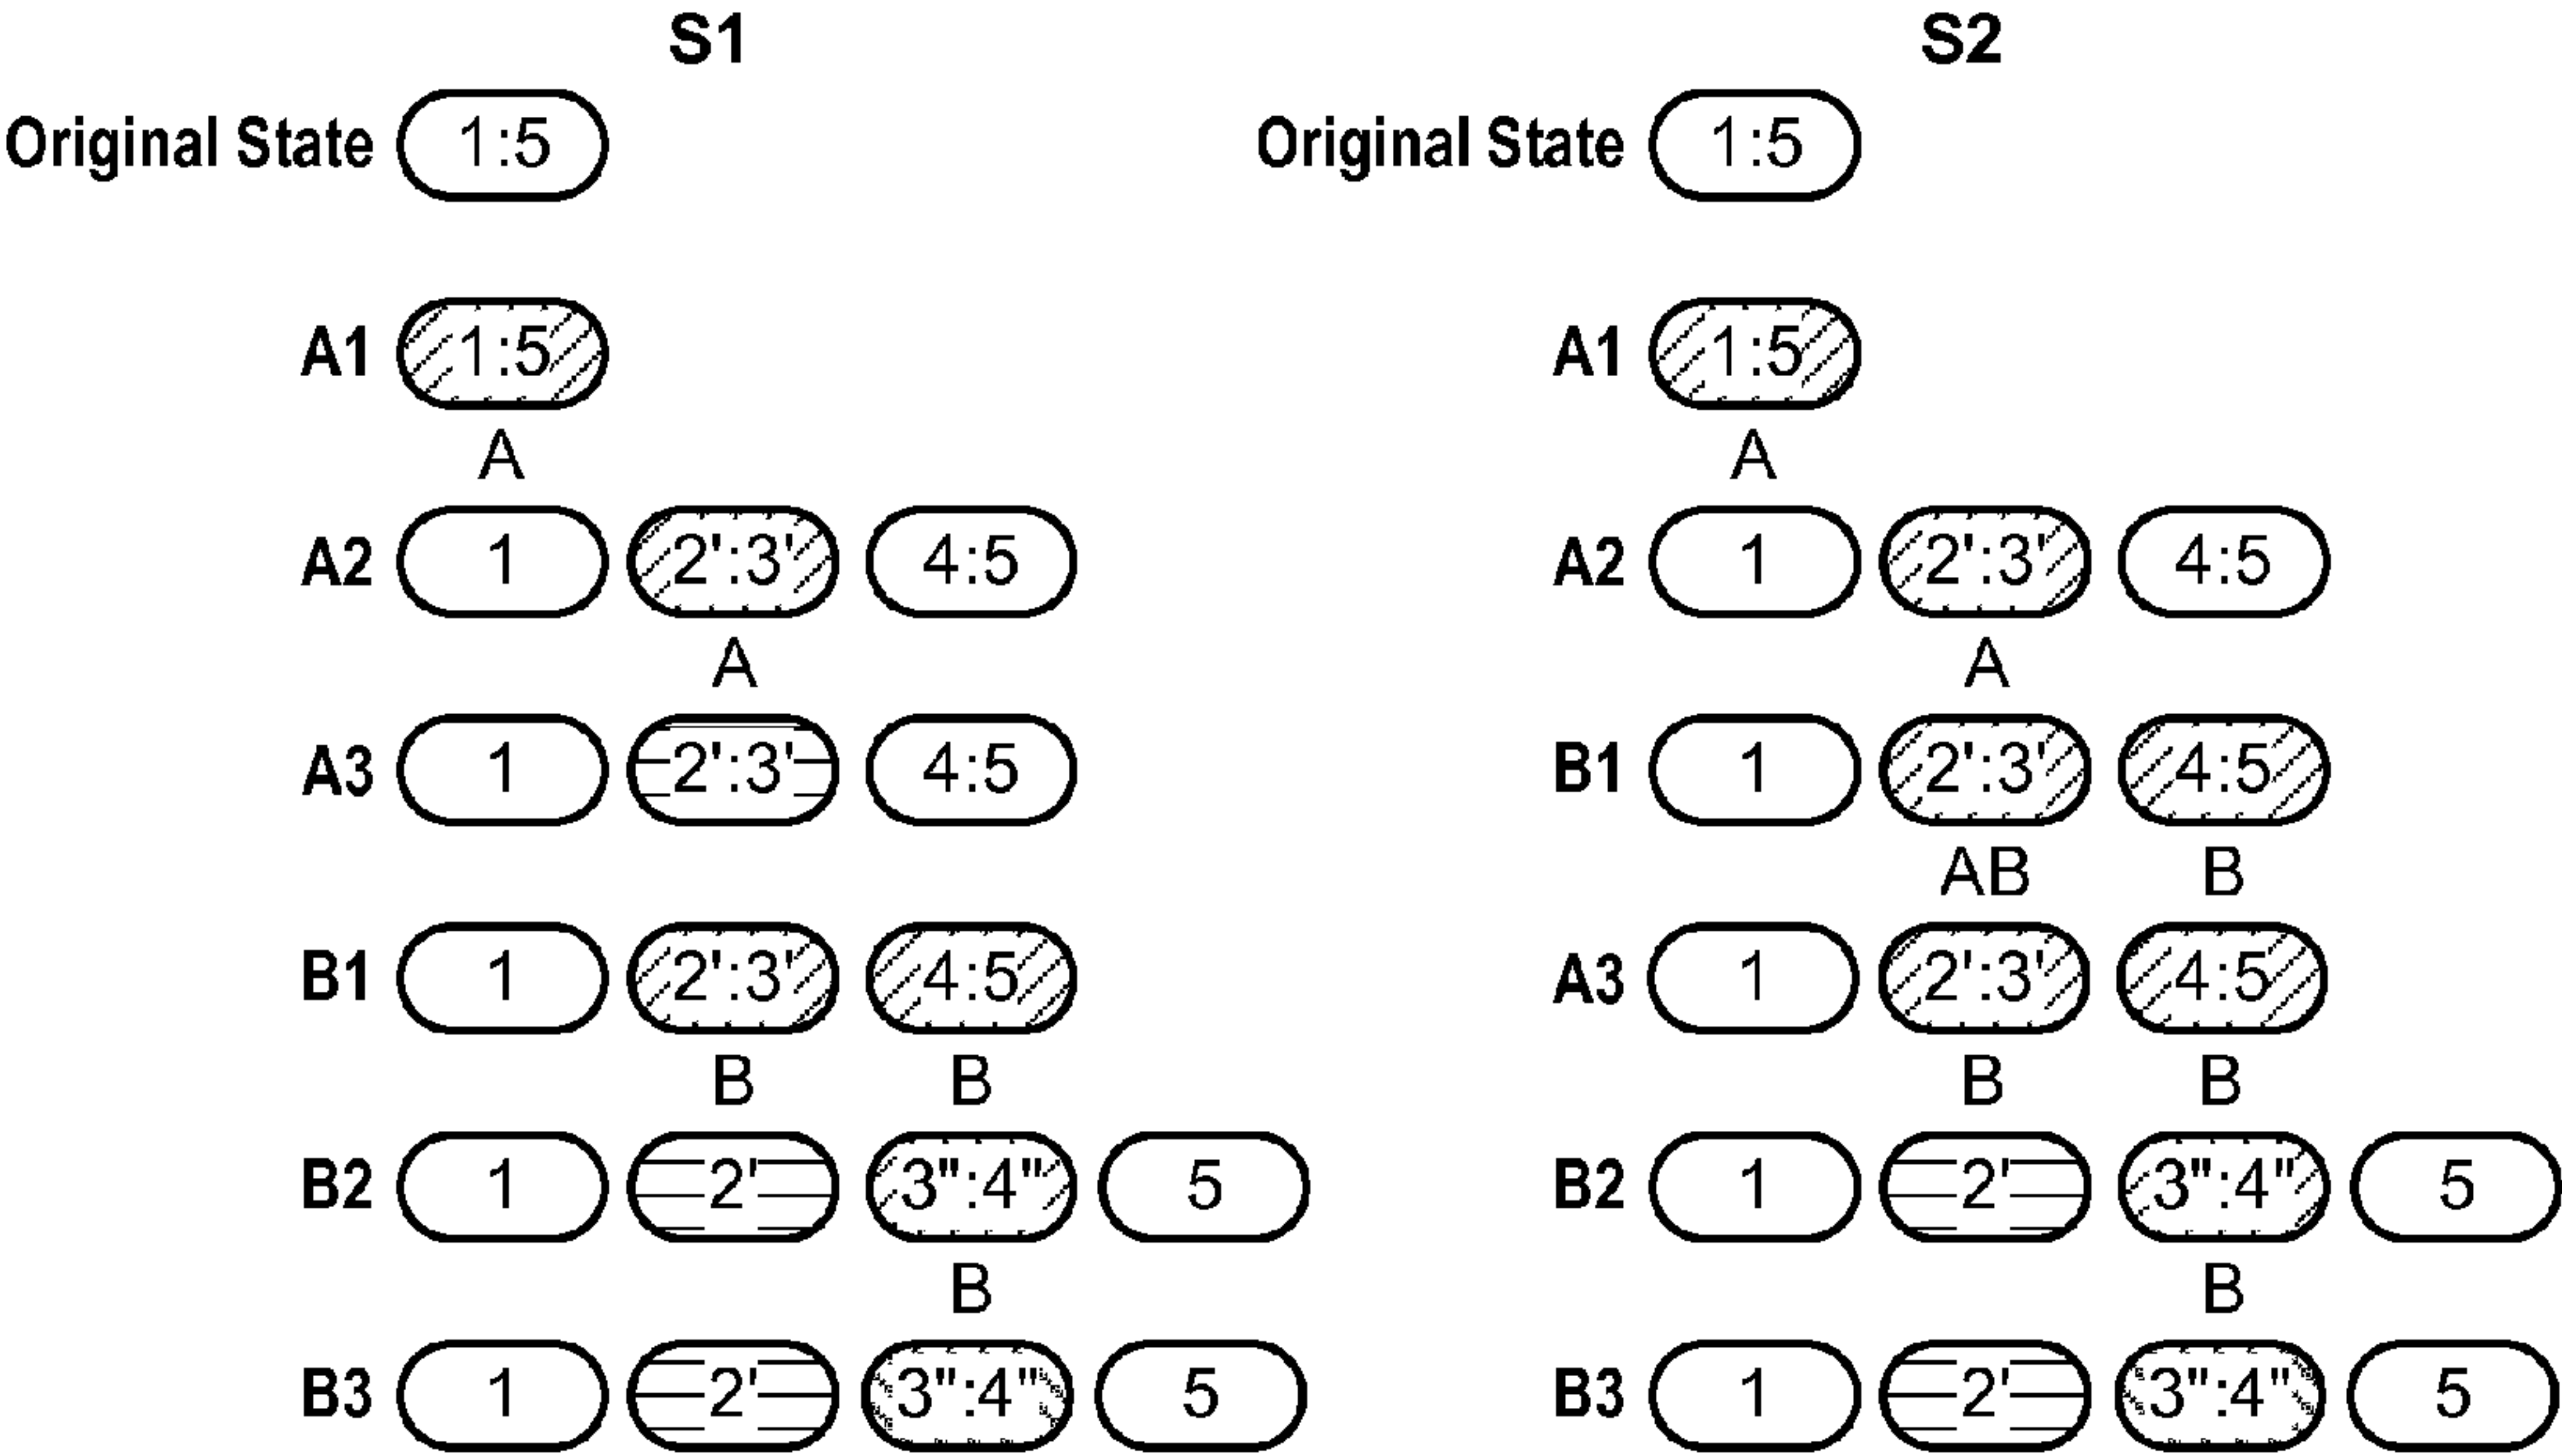 S1 S2
Original State 1:5 Original State 1:5
A1 1:5 A1 1:5
A A
A2 1 2':3' 4:5 A2 1 2':3' 4:5
A A
A3 1 2':3' 4:5 B1 1 2':3' 4:5
AB B
B1 1 2':3' 4:5 A3 1 2':3' 4:5
B B B B
B2 1 2' 3":4" 5 B2 1 2' 3":4" 5
B B
B3 1 2' 3":4" 5 B3 1 2' 3":4" 5